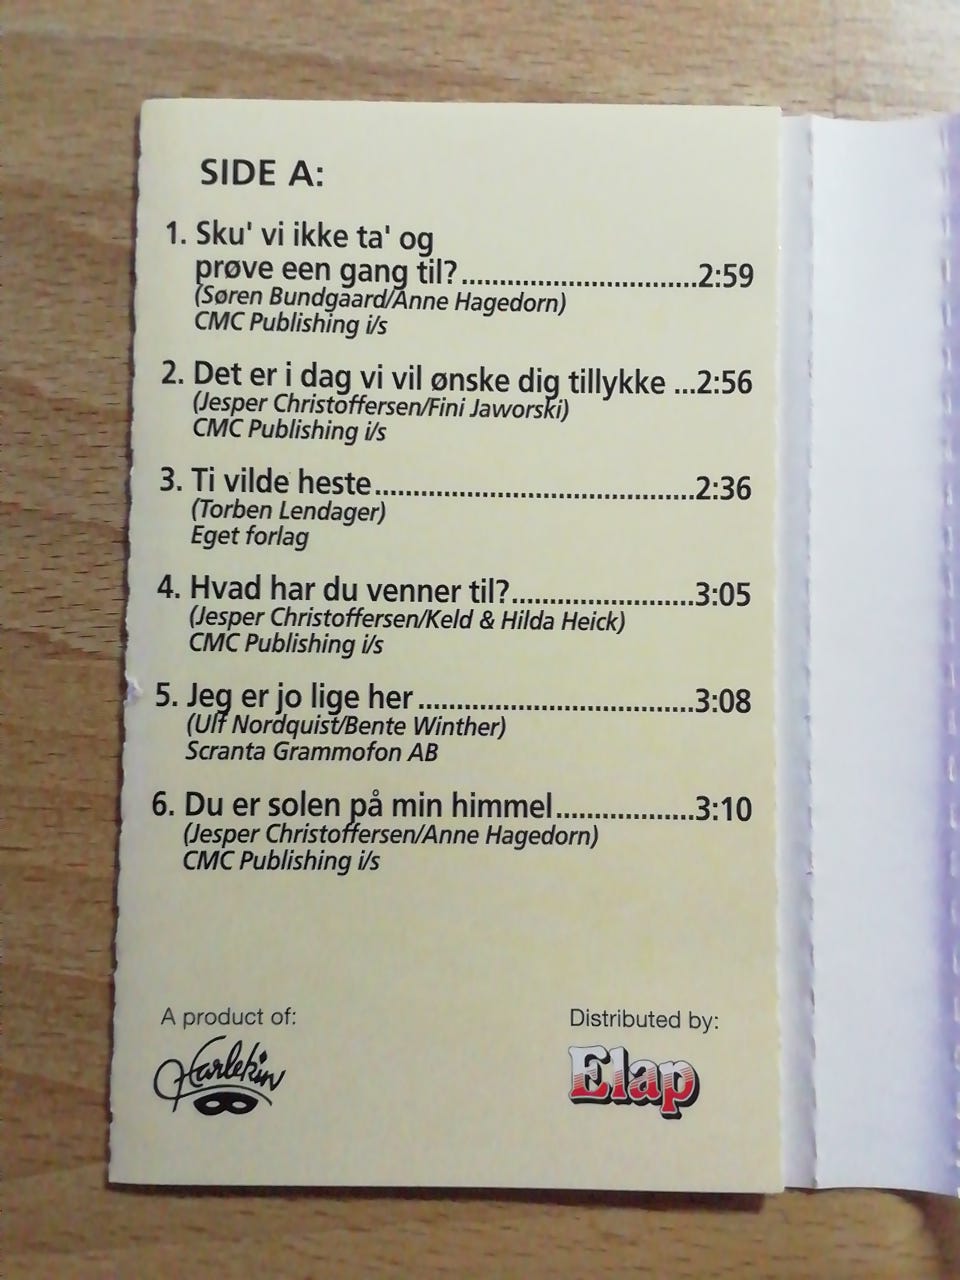 SIDE A:
1. Sku' vi ikke ta' og
prøve een gang til?..............................2:59
(Søren Bundgaard/Anne Hagedorn)
CMC Publishing i/s
2. Det er i dag vi vil ønske dig tillykke ...2:56
(Jesper Christoffersen/Fini Jaworski)
CMC Publishing i/s
3. Ti vilde heste.........................................2:36
(Torben Lendager)
Eget forlag
4. Hvad har du venner til?.......................3:05
(Jesper Christoffersen/Keld & Hilda Heick)
CMC Publishing i/s
5. Jeg er jo lige her ...................................3:08
(Ulf Nordquist/Bente Winther)
Scranta Grammofon AB
6. Du er solen på min himmel..................3:10
(Jesper Christoffersen/Anne Hagedorn)
CMC Publishing i/s
A product of:
Harlekin
Distributed by:
Elap